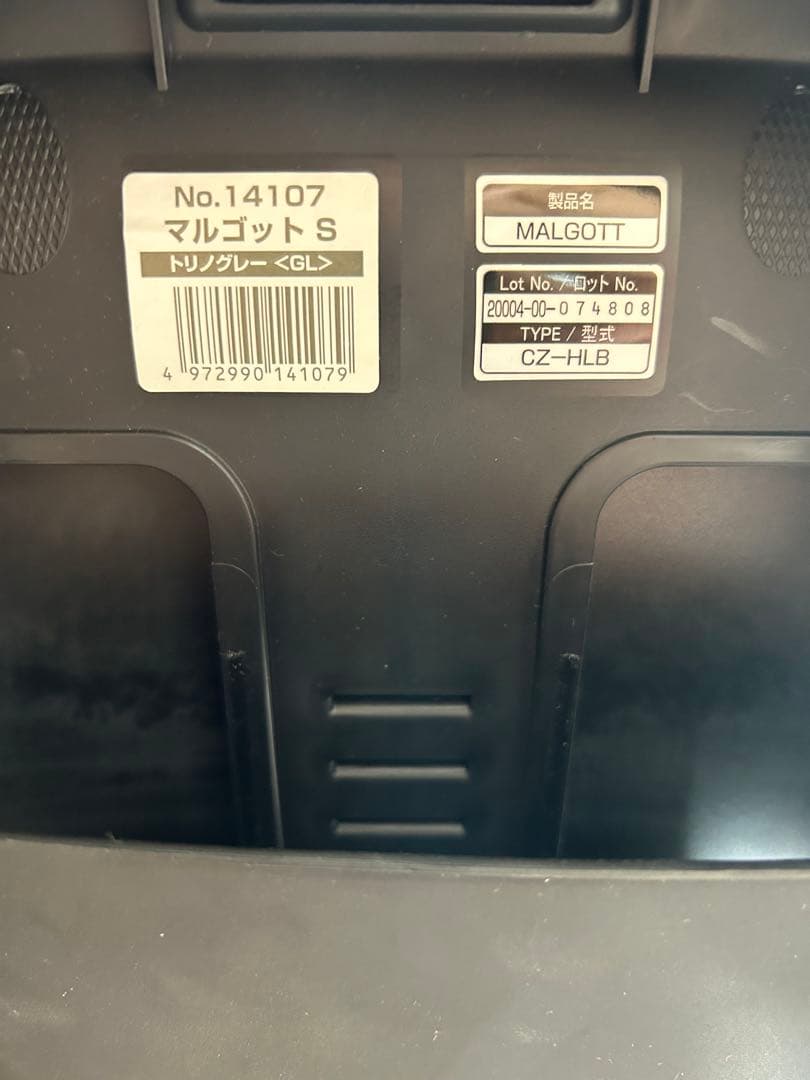 No.14107
マルゴット S
トリノグレー <GL>
4 972990 141079
製品名
MALGOTT
Lot No. / ロット No.
20004-00-074808
TYPE / 型式
CZ-HLB